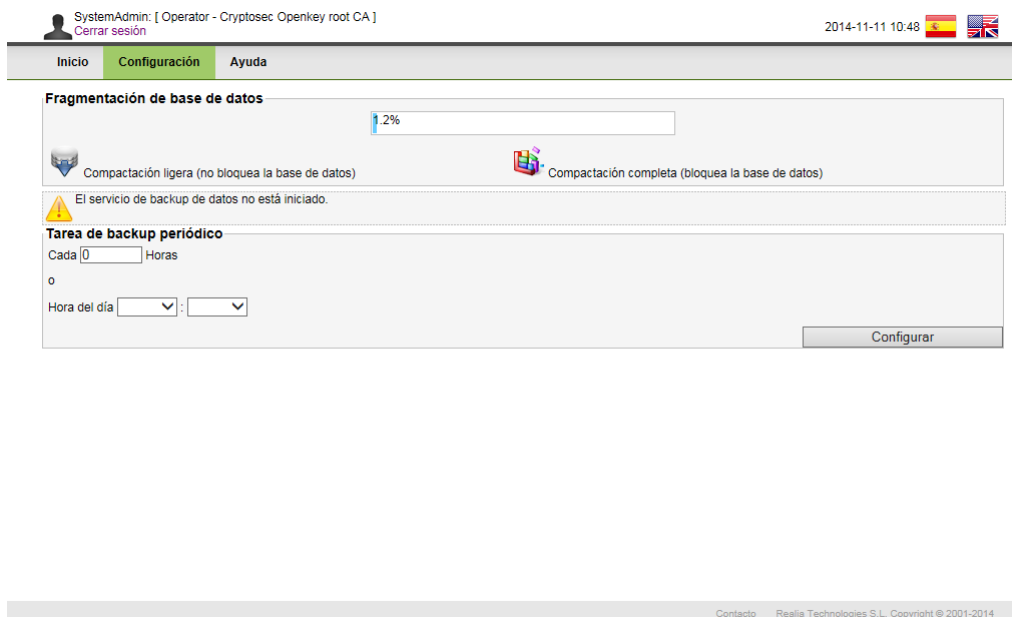 SystemAdmin: [ Operator - Cryptosec Openkey root CA ]
Cerrar sesión
2014-11-11 10:48
Inicio Configuración Ayuda
Fragmentación de base de datos
1.2%
Compactación ligera (no bloquea la base de datos) Compactación completa (bloquea la base de datos)
El servicio de backup de datos no está iniciado.
Tarea de backup periódico
Cada 0 Horas
o
Hora del día :
Configurar
Contacto Realia Technologies S.L. Copyright © 2001-2014